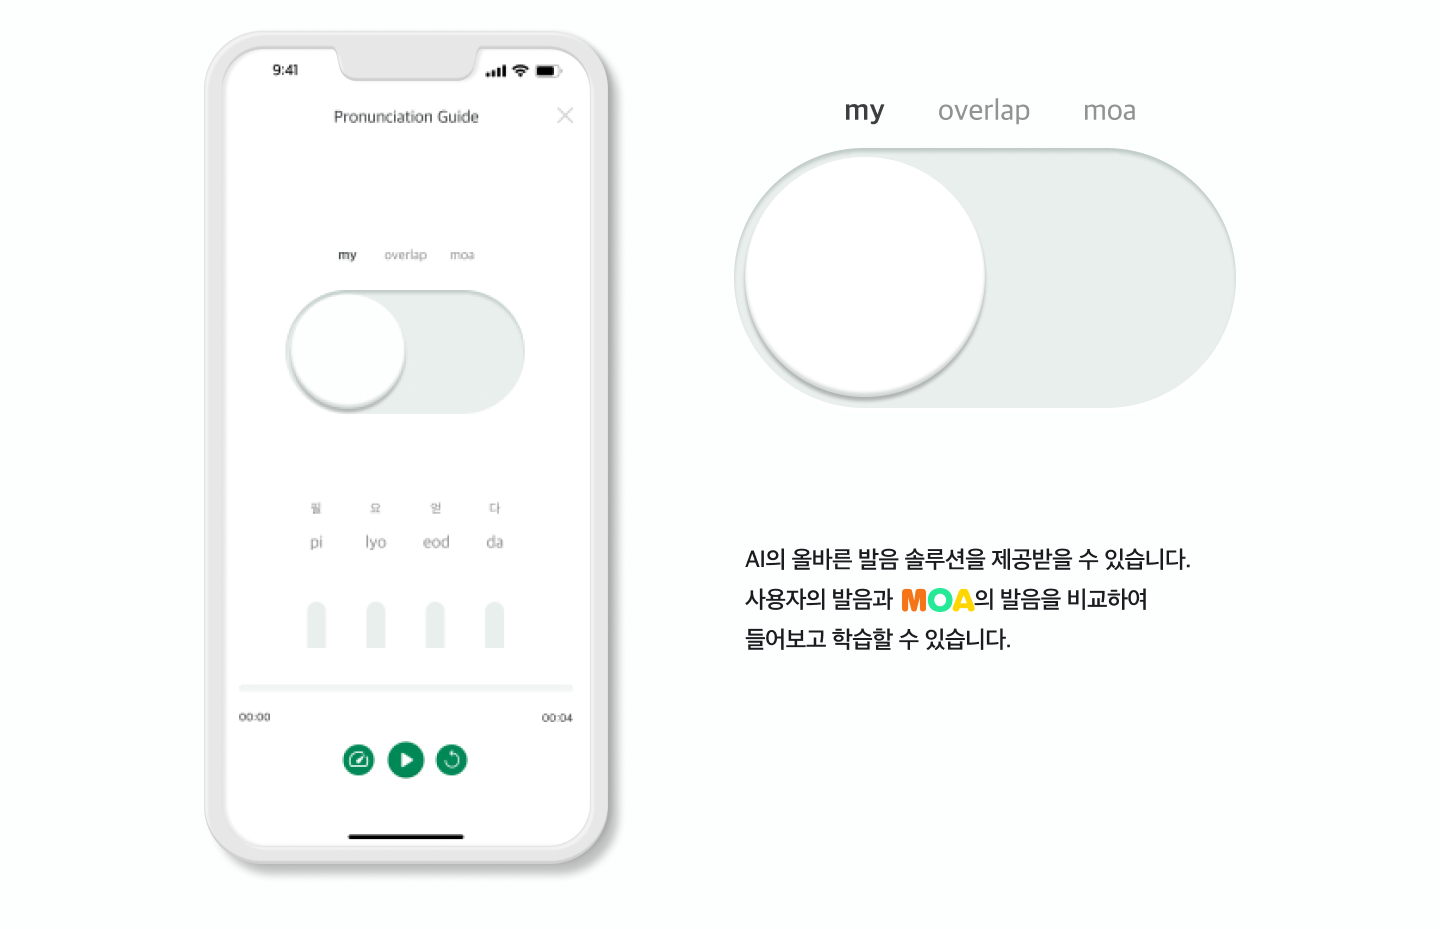 9:41
Pronunciation Guide
my overlap moa
필 요 얻 다
pi lyo eod da
00:00 00:04
my overlap moa
AI의 올바른 발음 솔루션을 제공받을 수 있습니다.
사용자의 발음과 MOA의 발음을 비교하여
들어보고 학습할 수 있습니다.